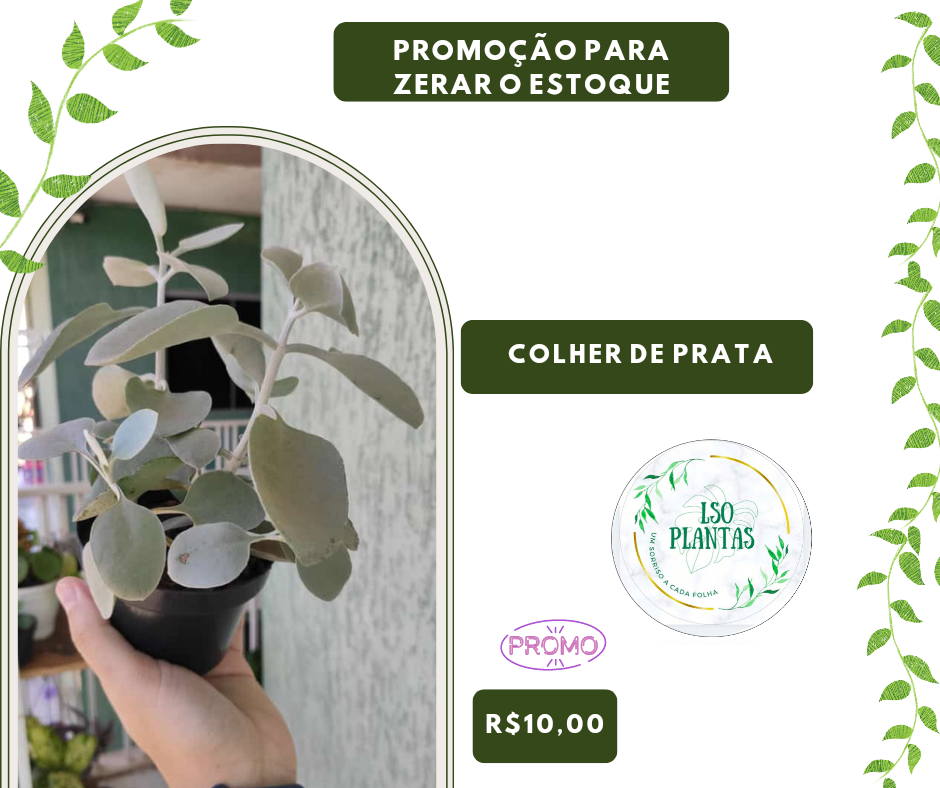 PROMOÇÃO PARA
ZERAR O ESTOQUE
COLHER DE PRATA
LSO
PLANTAS
UM SORRISO A CADA FOLHA
PROMO
R$10,00